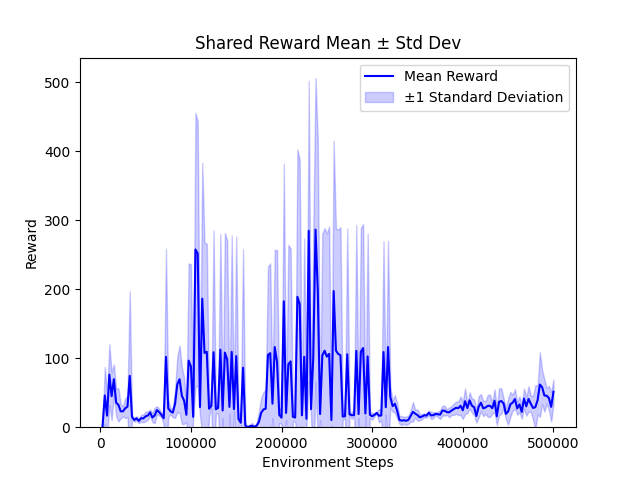 Shared Reward Mean ± Std Dev
Mean Reward
±1 Standard Deviation
Reward
500
400
300
200
100
0
0
100000
200000
300000
400000
500000
Environment Steps